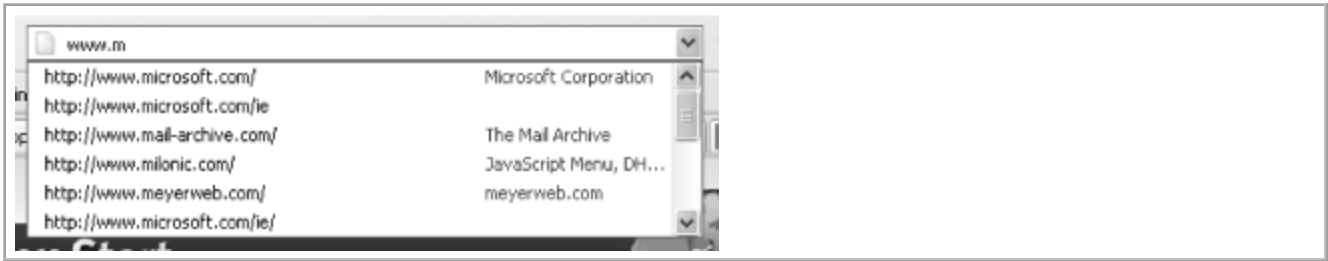 www.m
http://www.microsoft.com/ Microsoft Corporation
http://www.microsoft.com/ie
http://www.mail-archive.com/ The Mail Archive
http://www.milonic.com/ JavaScript Menu, DH...
http://www.meyerweb.com/ meyerweb.com
http://www.microsoft.com/ie/